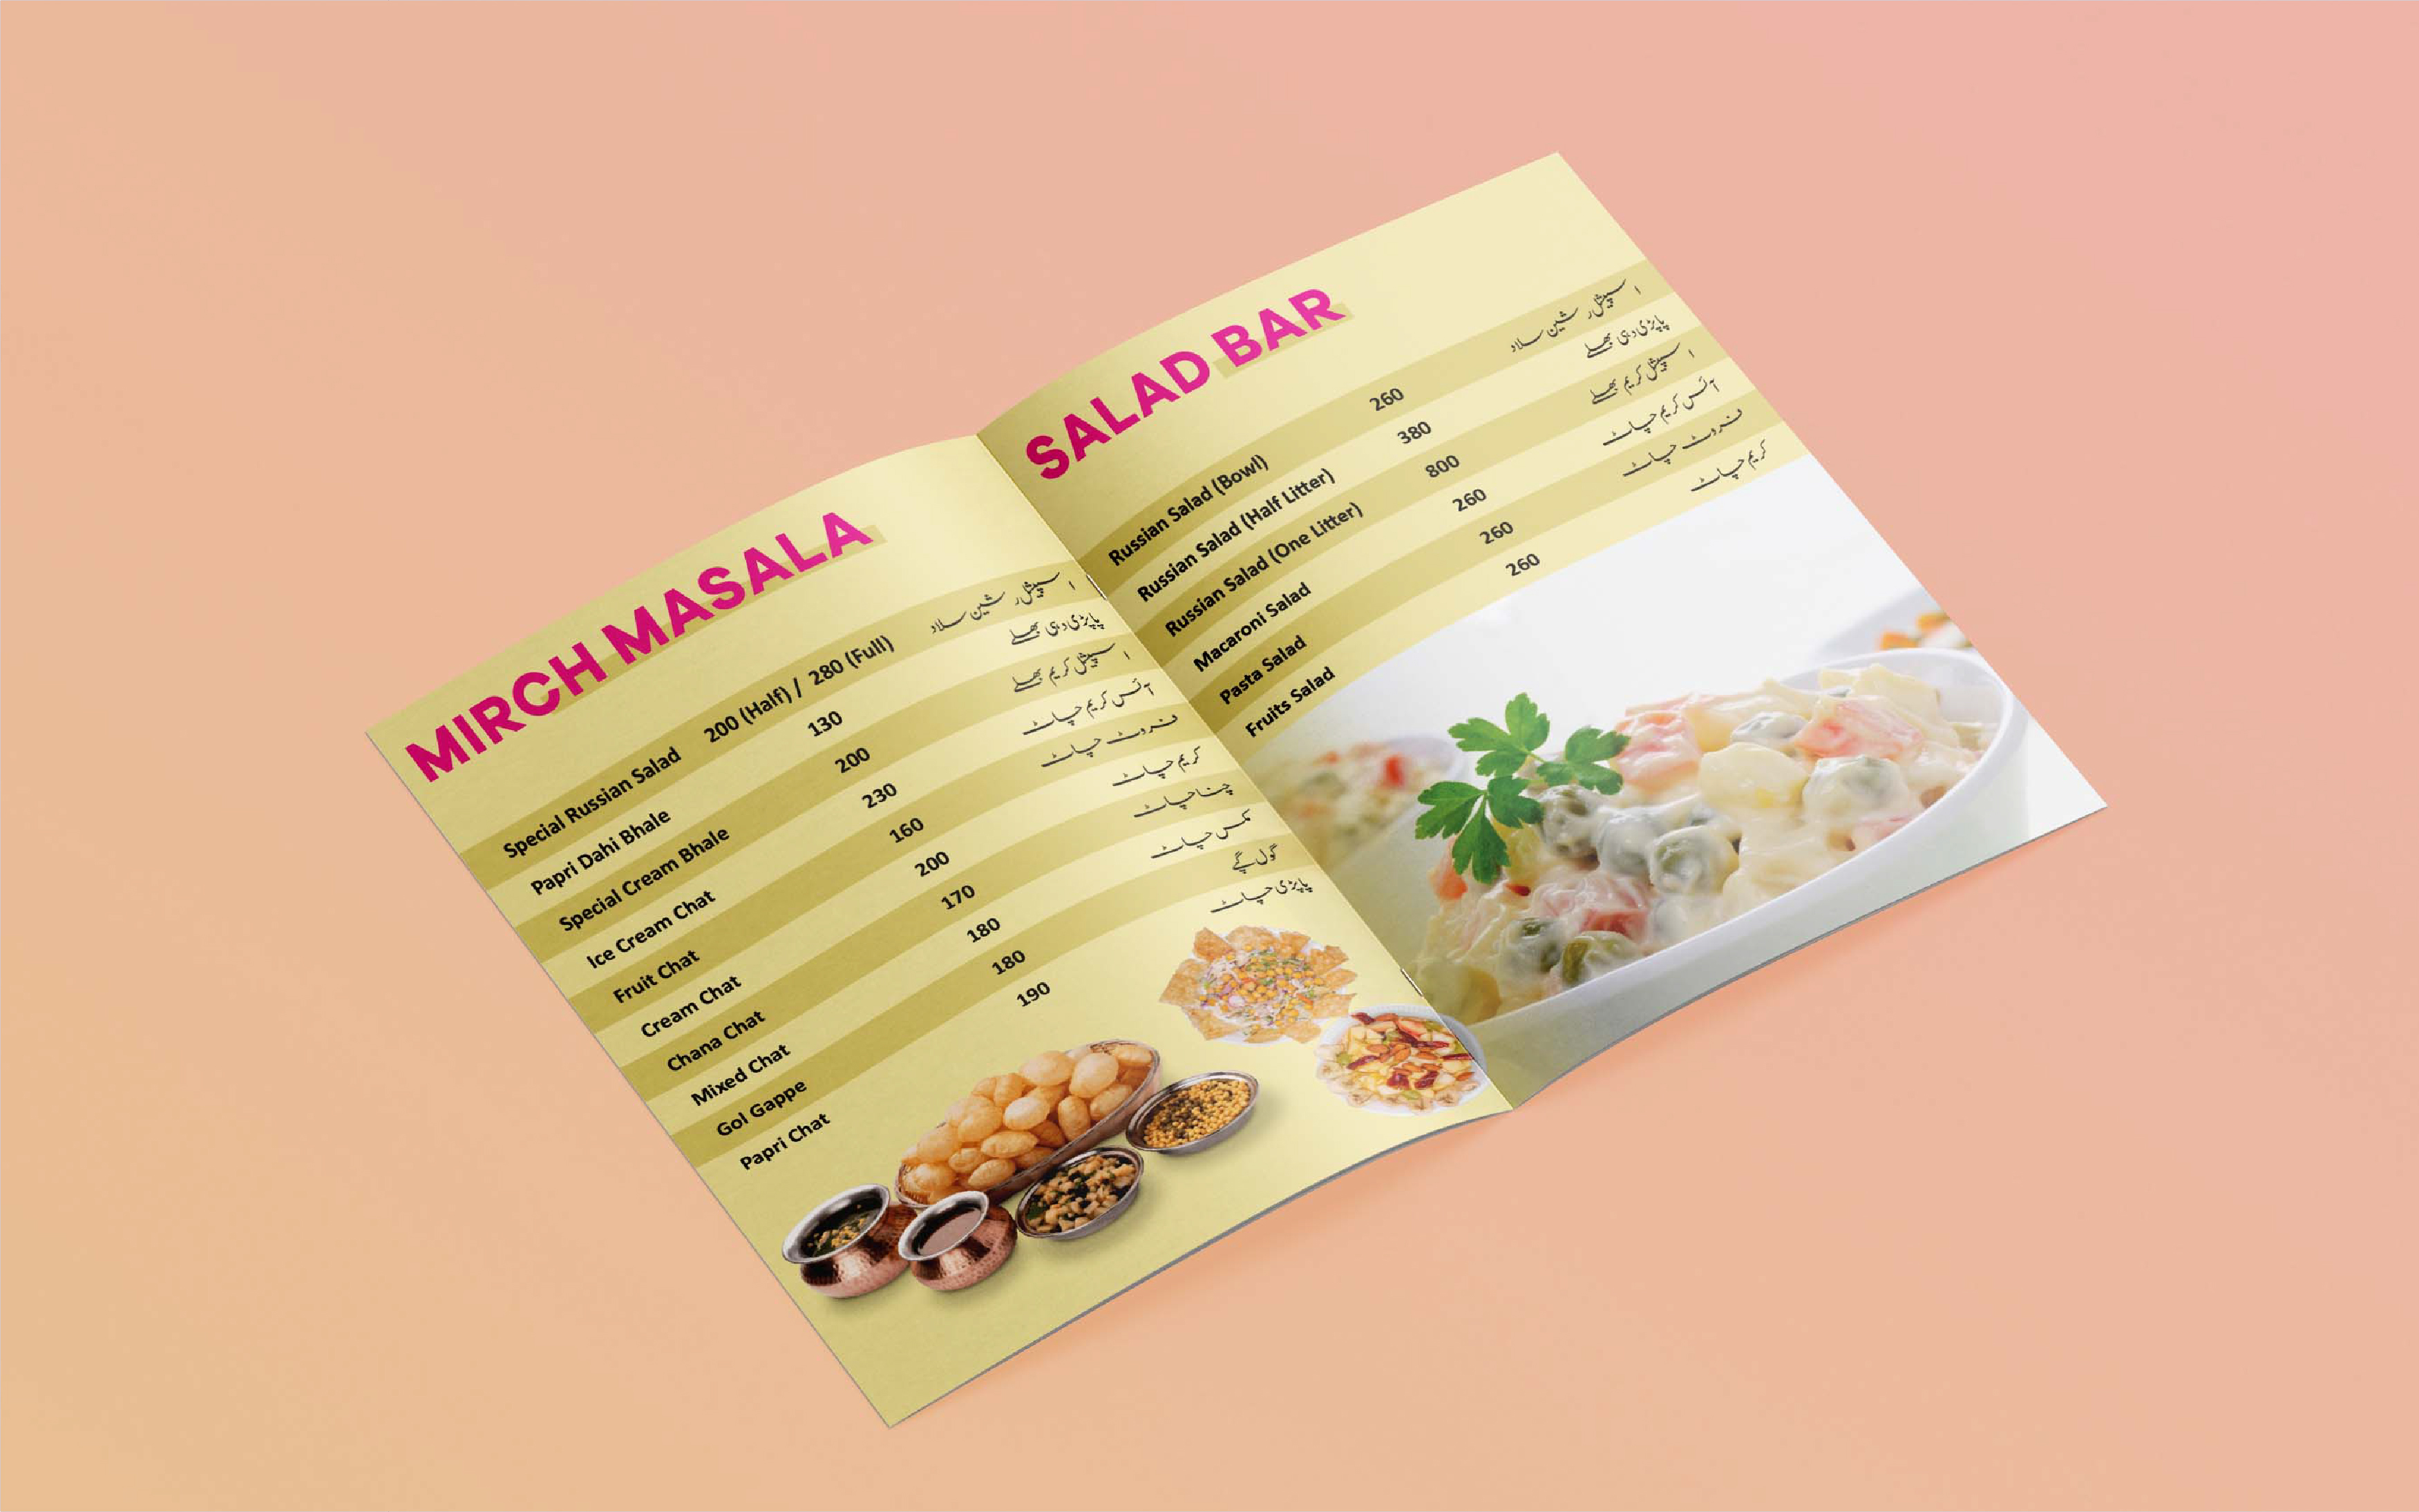 MIRCH MASALA
Special Russian Salad 200 (Half) / 280 (Full) اسپیشل رشین سلاد
Papri Dahi Bhale 130 پاپڑی دہی بھلے
Special Cream Bhale 200 اسپیشل کریم بھلے
Ice Cream Chat 230 آئس کریم چاٹ
Fruit Chat 160 فروٹ چاٹ
Cream Chat 200 کریم چاٹ
Chana Chat 170 چنا چاٹ
Mixed Chat 180 مکس چاٹ
Gol Gappe 180 گول گپے
Papri Chat 190 پاپڑی چاٹ
SALAD BAR
Russian Salad (Bowl) 260 اسپیشل رشین سلاد
Russian Salad (Half Litter) 380 پاپڑی دہی بھلے
Russian Salad (One Litter) 800 اسپیشل کریم بھلے
Macaroni Salad 260 آئس کریم چاٹ
Pasta Salad 260 فروٹ چاٹ
Fruits Salad 260 کریم چاٹ